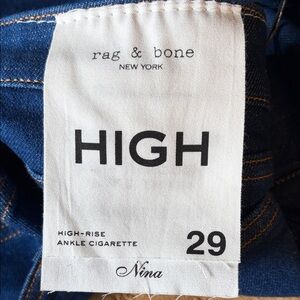 rag & bone
NEW YORK
HIGH
HIGH-RISE
ANKLE CIGARETTE
29
Nina